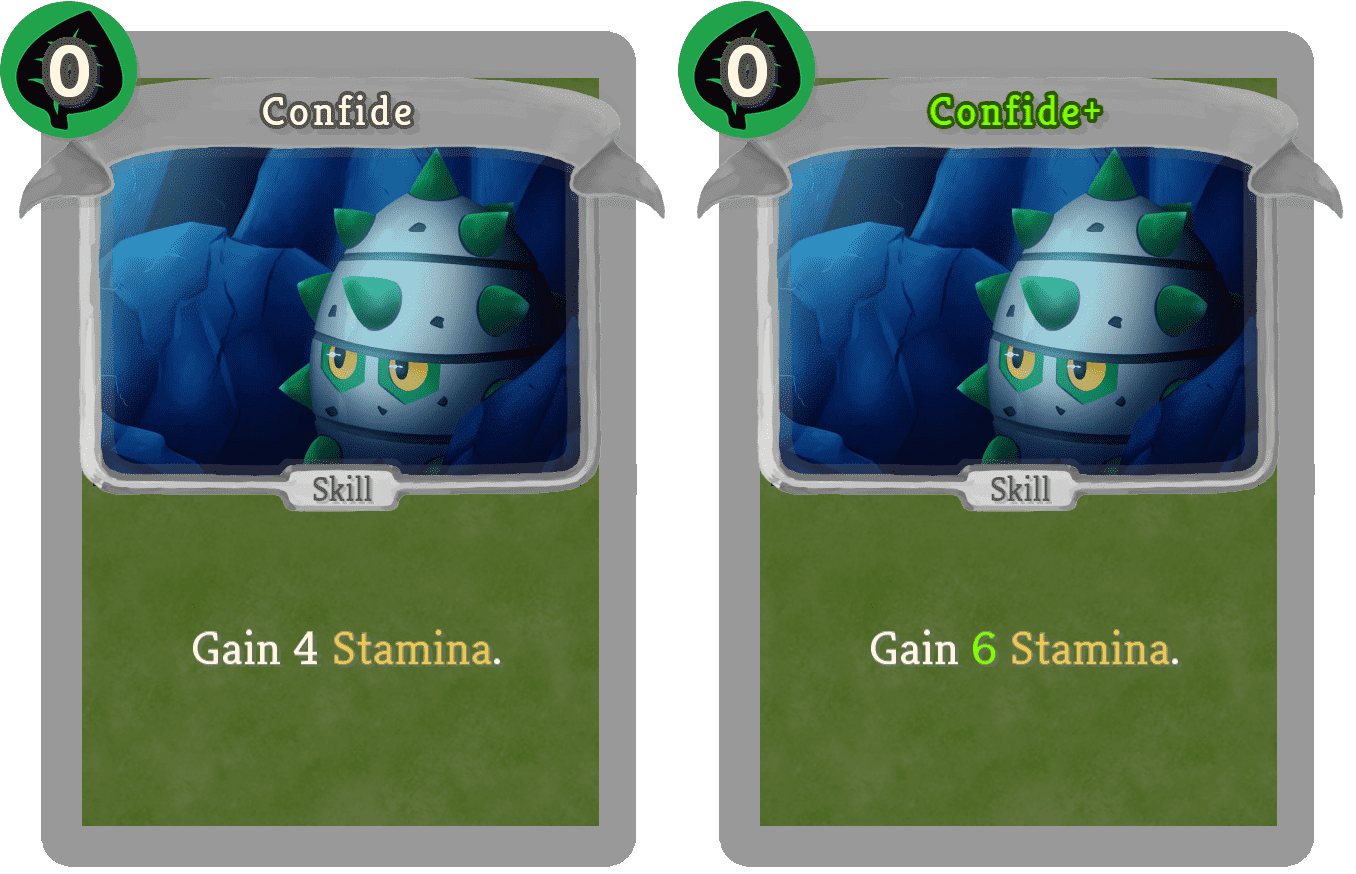 0
Confide
Skill
Gain 4 Stamina.
0
Confide+
Skill
Gain 6 Stamina.